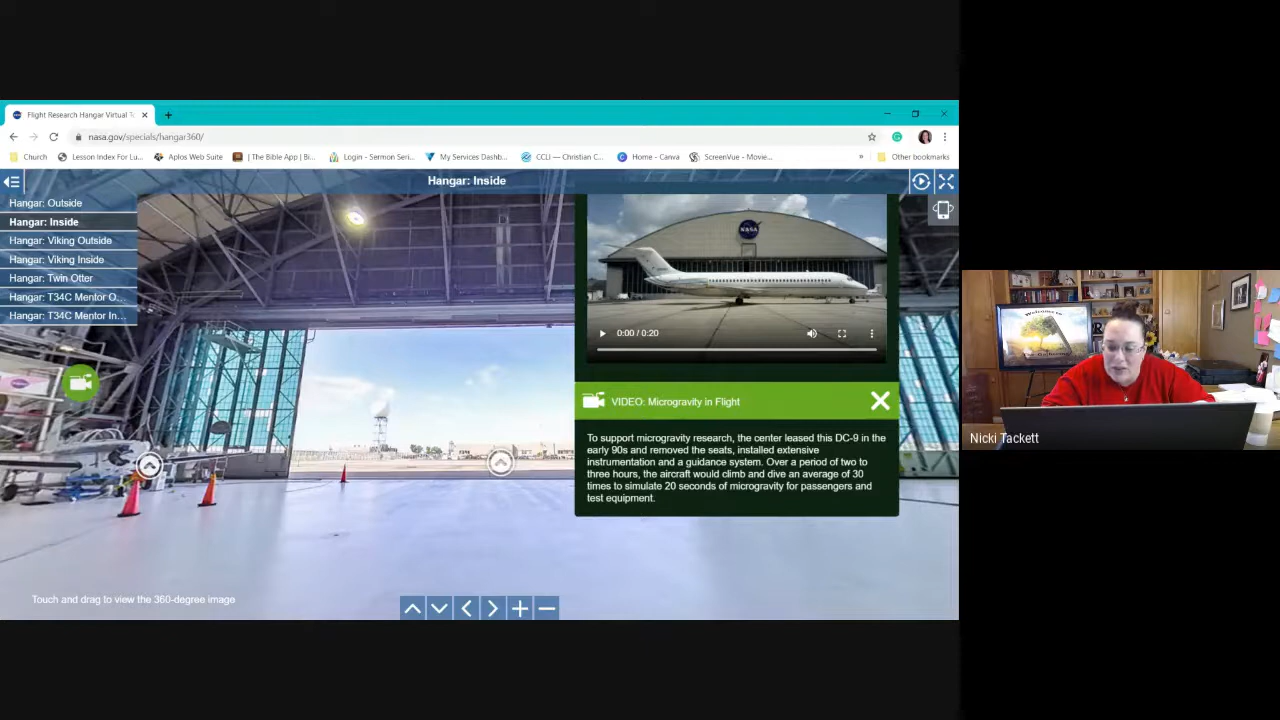 Flight Research Hangar Virtual To
nasa.gov/specials/hangar360/
Church
Lesson Index For Lu...
Aplos Web Suite
| The Bible App | Bi...
Login - Sermon Seri...
My Services Dashb...
CCLI — Christian C...
Home - Canva
ScreenVue - Movie...
»
Other bookmarks
Hangar: Inside
Hangar: Outside
Hangar: Inside
Hangar: Viking Outside
Hangar: Viking Inside
Hangar: Twin Otter
Hangar: T34C Mentor O...
Hangar: T34C Mentor In...
NASA
0:00 / 0:20
VIDEO: Microgravity in Flight
To support microgravity research, the center leased this DC-9 in the
early 90s and removed the seats, installed extensive
instrumentation and a guidance system. Over a period of two to
three hours, the aircraft would climb and dive an average of 30
times to simulate 20 seconds of microgravity for passengers and
test equipment.
Touch and drag to view the 360-degree image
Welcome to
Nicki Tackett